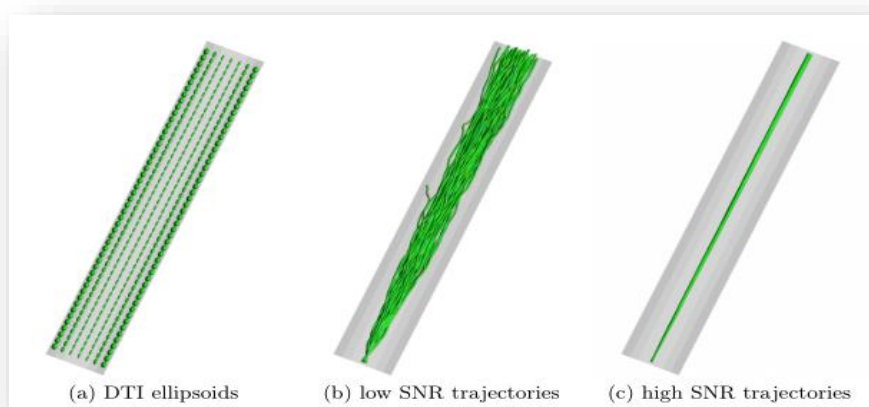 (a) DTI ellipsoids
(b) low SNR trajectories
(c) high SNR trajectories